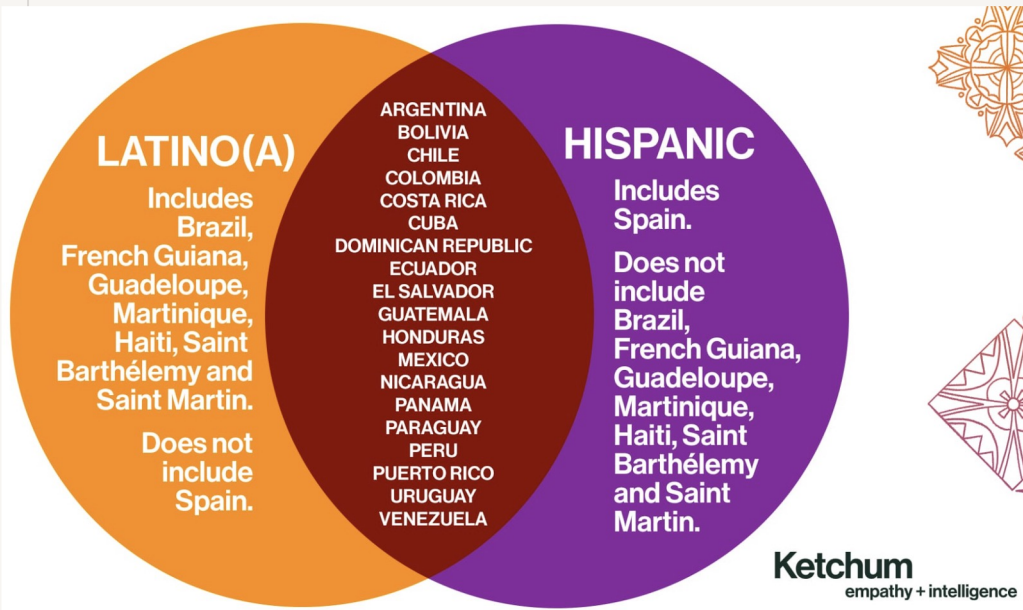 LATINO(A)
Includes
Brazil,
French Guiana,
Guadeloupe,
Martinique,
Haiti, Saint
Barthélemy and
Saint Martin.
Does not
include
Spain.
ARGENTINA
BOLIVIA
CHILE
COLOMBIA
COSTA RICA
CUBA
DOMINICAN REPUBLIC
ECUADOR
EL SALVADOR
GUATEMALA
HONDURAS
MEXICO
NICARAGUA
PANAMA
PARAGUAY
PERU
PUERTO RICO
URUGUAY
VENEZUELA
HISPANIC
Includes
Spain.
Does not
include
Brazil,
French Guiana,
Guadeloupe,
Martinique,
Haiti, Saint
Barthélemy
and Saint
Martin.
Ketchum
empathy + intelligence